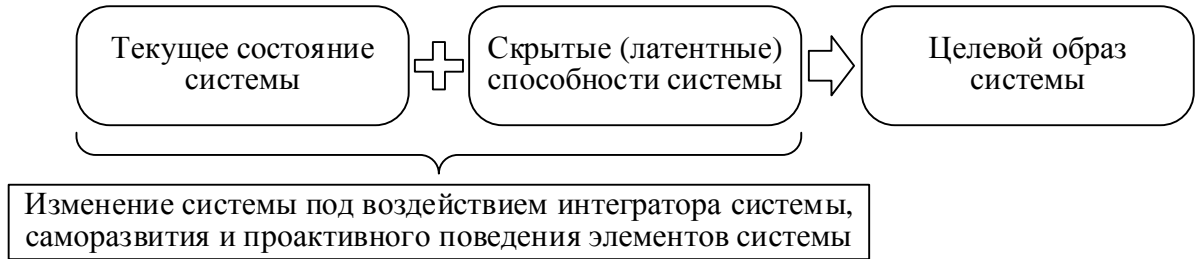 Текущее состояние
системы
Скрытые (латентные)
способности системы
Целевой образ
системы
Изменение системы под воздействием интегратора системы,
саморазвития и проактивного поведения элементов системы